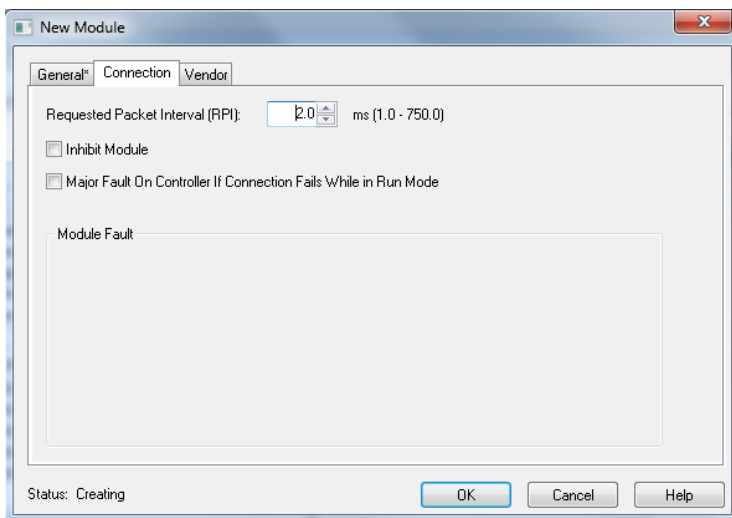 New Module
General* Connection Vendor
Requested Packet Interval (RPI): 2.0 ms (1.0 - 750.0)
Inhibit Module
Major Fault On Controller If Connection Fails While in Run Mode
Module Fault
Status: Creating OK Cancel Help